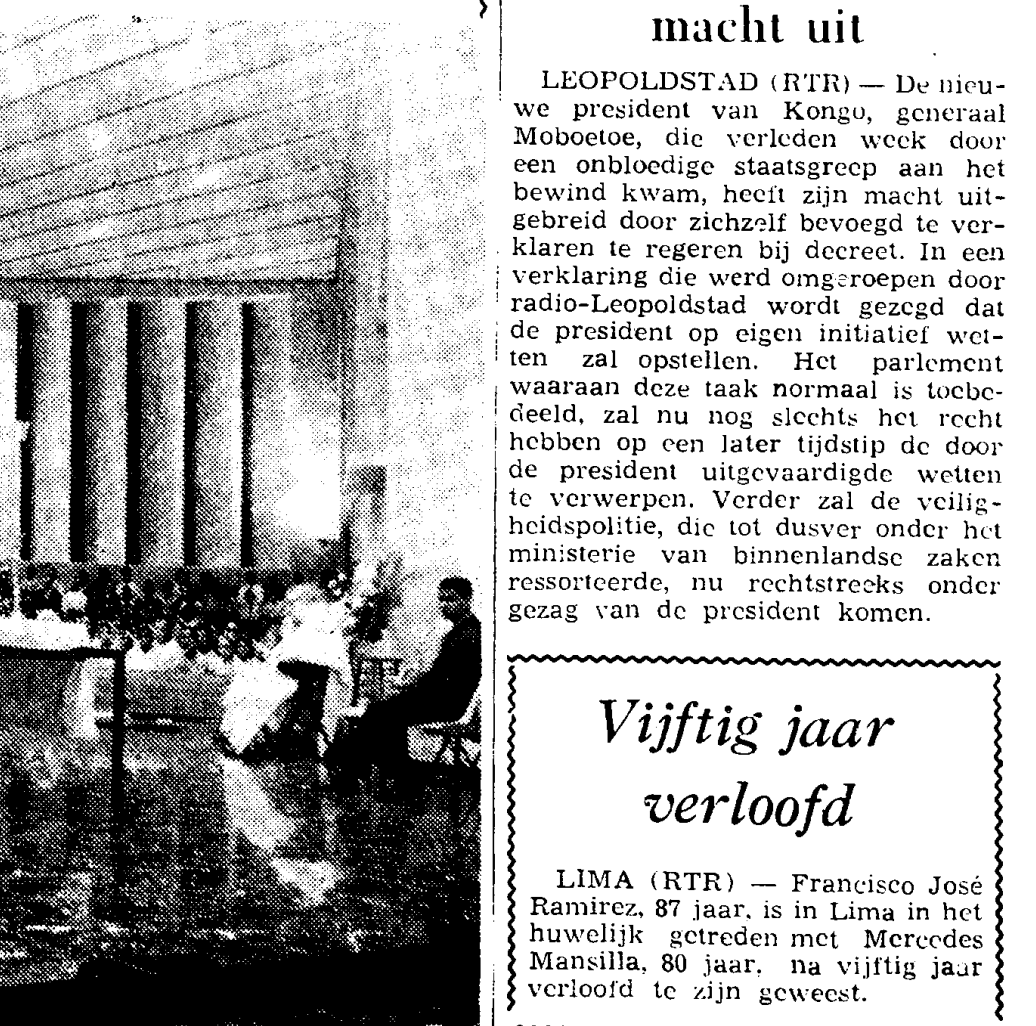 macht uit
LEOPOLDSTAD (RTR) — De nieu-
we president van Kongo, generaal
Moboetoe, die verleden week door
een onbloedige staatsgreep aan het
bewind kwam, heeft zijn macht uit-
gebreid door zichzelf bevoegd te ver-
klaren te regeren bij decreet. In een
verklaring die werd omgeroepen door
radio-Leopoldstad wordt gezegd dat
de president op eigen initiatief wet-
ten zal opstellen. Het parlement
waaraan deze taak normaal is toebe-
deeld, zal nu nog slechts het recht
hebben op een later tijdstip de door
de president uitgevaardigde wetten
te verwerpen. Verder zal de veilig-
heidspolitie, die tot dusver onder het
ministerie van binnenlandse zaken
ressorteerde, nu rechtstreeks onder
gezag van de president komen.
Vijftig jaar
verloofd
LIMA (RTR) — Francisco José
Ramirez, 87 jaar, is in Lima in het
huwelijk getreden met Mercedes
Mansilla, 80 jaar, na vijftig jaar
verloofd te zijn geweest.